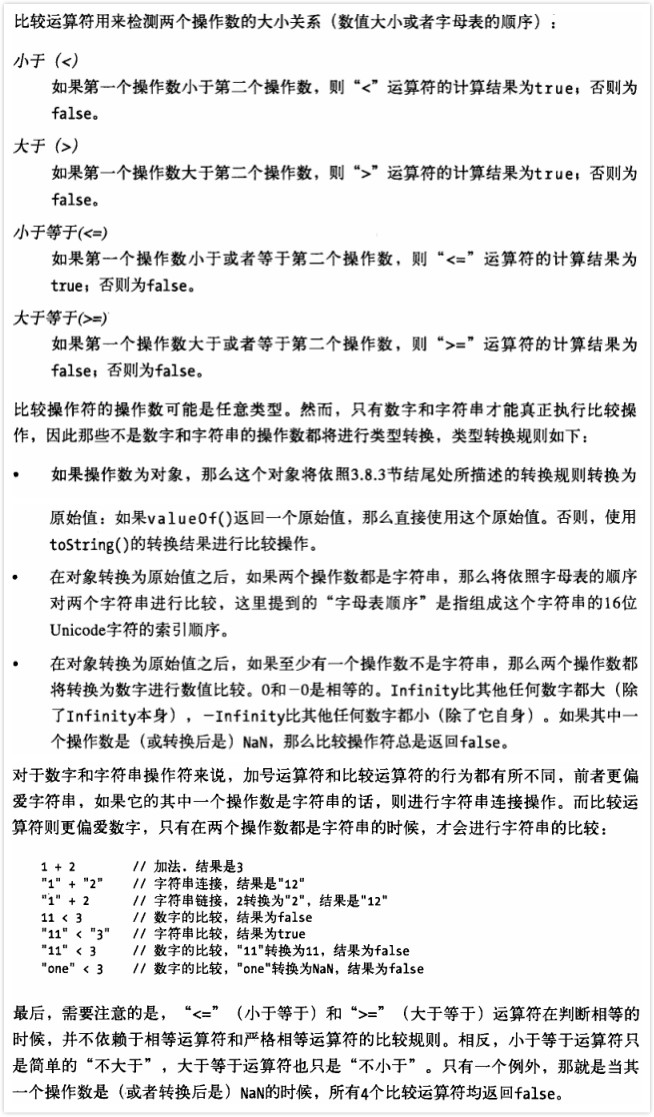 比较运算符用来检测两个操作数的大小关系（数值大小或者字母表的顺序）：
小于（<）
如果第一个操作数小于第二个操作数，则“<”运算符的计算结果为true；否则为
false。
大于（>）
如果第一个操作数大于第二个操作数，则“>”运算符的计算结果为true；否则为
false。
小于等于(<=)
如果第一个操作数小于或者等于第二个操作数，则“<=”运算符的计算结果为
true；否则为false。
大于等于(>=)
如果第一个操作数大于或者等于第二个操作数，则“>=”运算符的计算结果为
false；否则为false。
比较操作符的操作数可能是任意类型。然而，只有数字和字符串才能真正执行比较操
作，因此那些不是数字和字符串的操作数都将进行类型转换，类型转换规则如下：
• 如果操作数为对象，那么这个对象将依照3.8.3节结尾处所描述的转换规则转换为
原始值：如果valueOf()返回一个原始值，那么直接使用这个原始值。否则，使用
toString()的转换结果进行比较操作。
• 在对象转换为原始值之后，如果两个操作数都是字符串，那么将依照字母表的顺序
对两个字符串进行比较，这里提到的“字母表顺序”是指组成这个字符串的16位
Unicode字符的索引顺序。
• 在对象转换为原始值之后，如果至少有一个操作数不是字符串，那么两个操作数都
将转换为数字进行数值比较。0和－0是相等的。Infinity比其他任何数字都大（除
了Infinity本身），－Infinity比其他任何数字都小（除了它自身）。如果其中一
个操作数是（或转换后是）NaN，那么比较操作符总是返回false。
对于数字和字符串操作符来说，加号运算符和比较运算符的行为都有所不同，前者更偏
爱字符串，如果它的其中一个操作数是字符串的话，则进行字符串连接操作。而比较运
算符则更偏爱数字，只有在两个操作数都是字符串的时候，才会进行字符串的比较：
1 + 2 // 加法．结果是3
"1" + "2" // 字符串连接，结果是"12"
"1" + 2 // 字符串链接，2转换为"2"，结果是"12"
11 < 3 // 数字的比较，结果为false
"11" < "3" // 字符串比较，结果为true
"11" < 3 // 数字的比较，"11"转换为11，结果为false
"one" < 3 // 数字的比较，"one"转换为NaN，结果为false
最后，需要注意的是，“<=”（小于等于）和“>=”（大于等于）运算符在判断相等的
时候，并不依赖于相等运算符和严格相等运算符的比较规则。相反，小于等于运算符只
是简单的“不大于”，大于等于运算符也只是“不小于”。只有一个例外，那就是当其
一个操作数是（或者转换后是）NaN的时候，所有4个比较运算符均返回false。